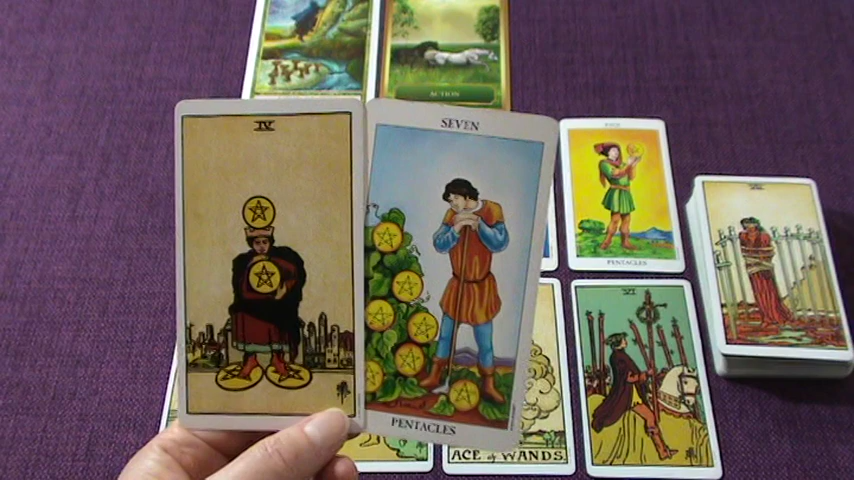 ACTION
IV
SEVEN
PENTACLES
PENTACLES
VI
ACE of WANDS.